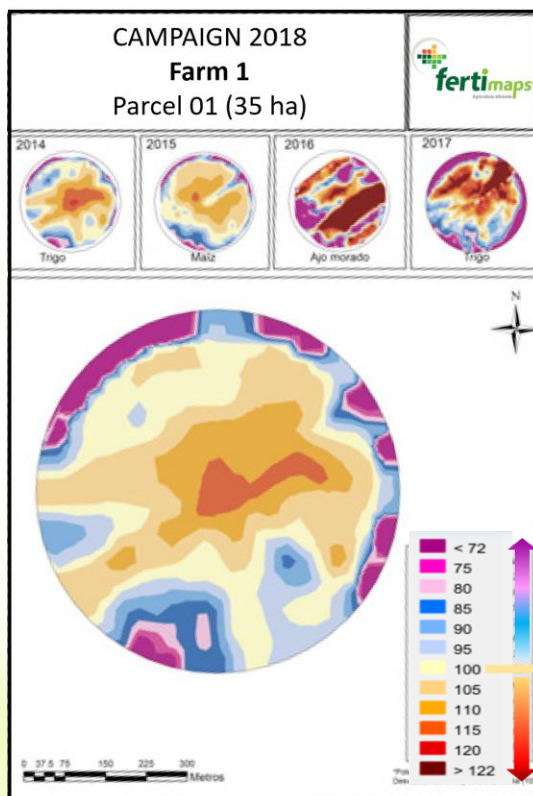 CAMPAIGN 2018
Farm 1
Parcel 01 (35 ha)
fertimaps
2014
2015
2016
2017
Trigo
Maíz
Ajo morado
Trigo
N
< 72
75
80
85
90
95
100
105
110
115
120
> 122
0 37,5 75 150 225 300
Metros